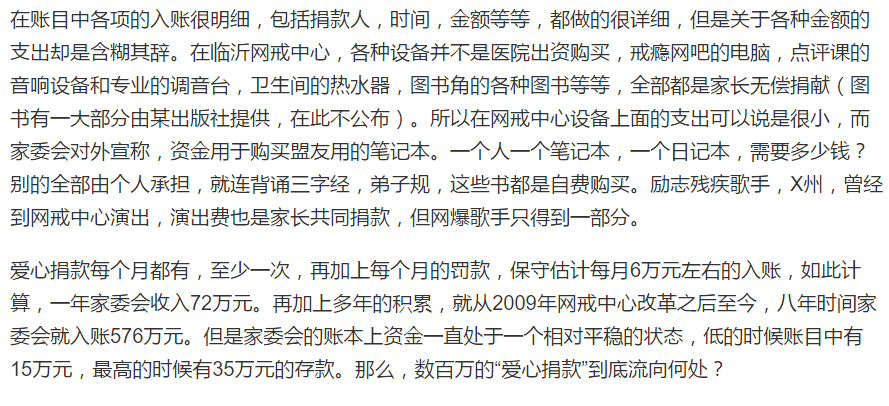 在账目中各项的入账很明细，包括捐款人，时间，金额等等，都做的很详细，但是关于各种金额的
支出却是含糊其辞。在临沂网戒中心，各种设备并不是医院出资购买，戒瘾网吧的电脑，点评课的
音响设备和专业的调音台，卫生间的热水器，图书角的各种图书等等，全部都是家长无偿捐献（图
书有一大部分由某出版社提供，在此不公布）。所以在网戒中心设备上面的支出可以说是很小，而
家委会对外宣称，资金用于购买盟友用的笔记本。一个人一个笔记本，一个日记本，需要多少钱？
别的全部由个人承担，就连背诵三字经，弟子规，这些书都是自费购买。励志残疾歌手，X州，曾经
到网戒中心演出，演出费也是家长共同捐款，但网爆歌手只得到一部分。
爱心捐款每个月都有，至少一次，再加上每个月的罚款，保守估计每月6万元左右的入账，如此计
算，一年家委会收入72万元。再加上多年的积累，就从2009年网戒中心改革之后至今，八年时间家
委会就入账576万元。但是家委会的账本上资金一直处于一个相对平稳的状态，低的时候账目中有
15万元，最高的时候有35万元的存款。那么，数百万的“爱心捐款”到底流向何处？